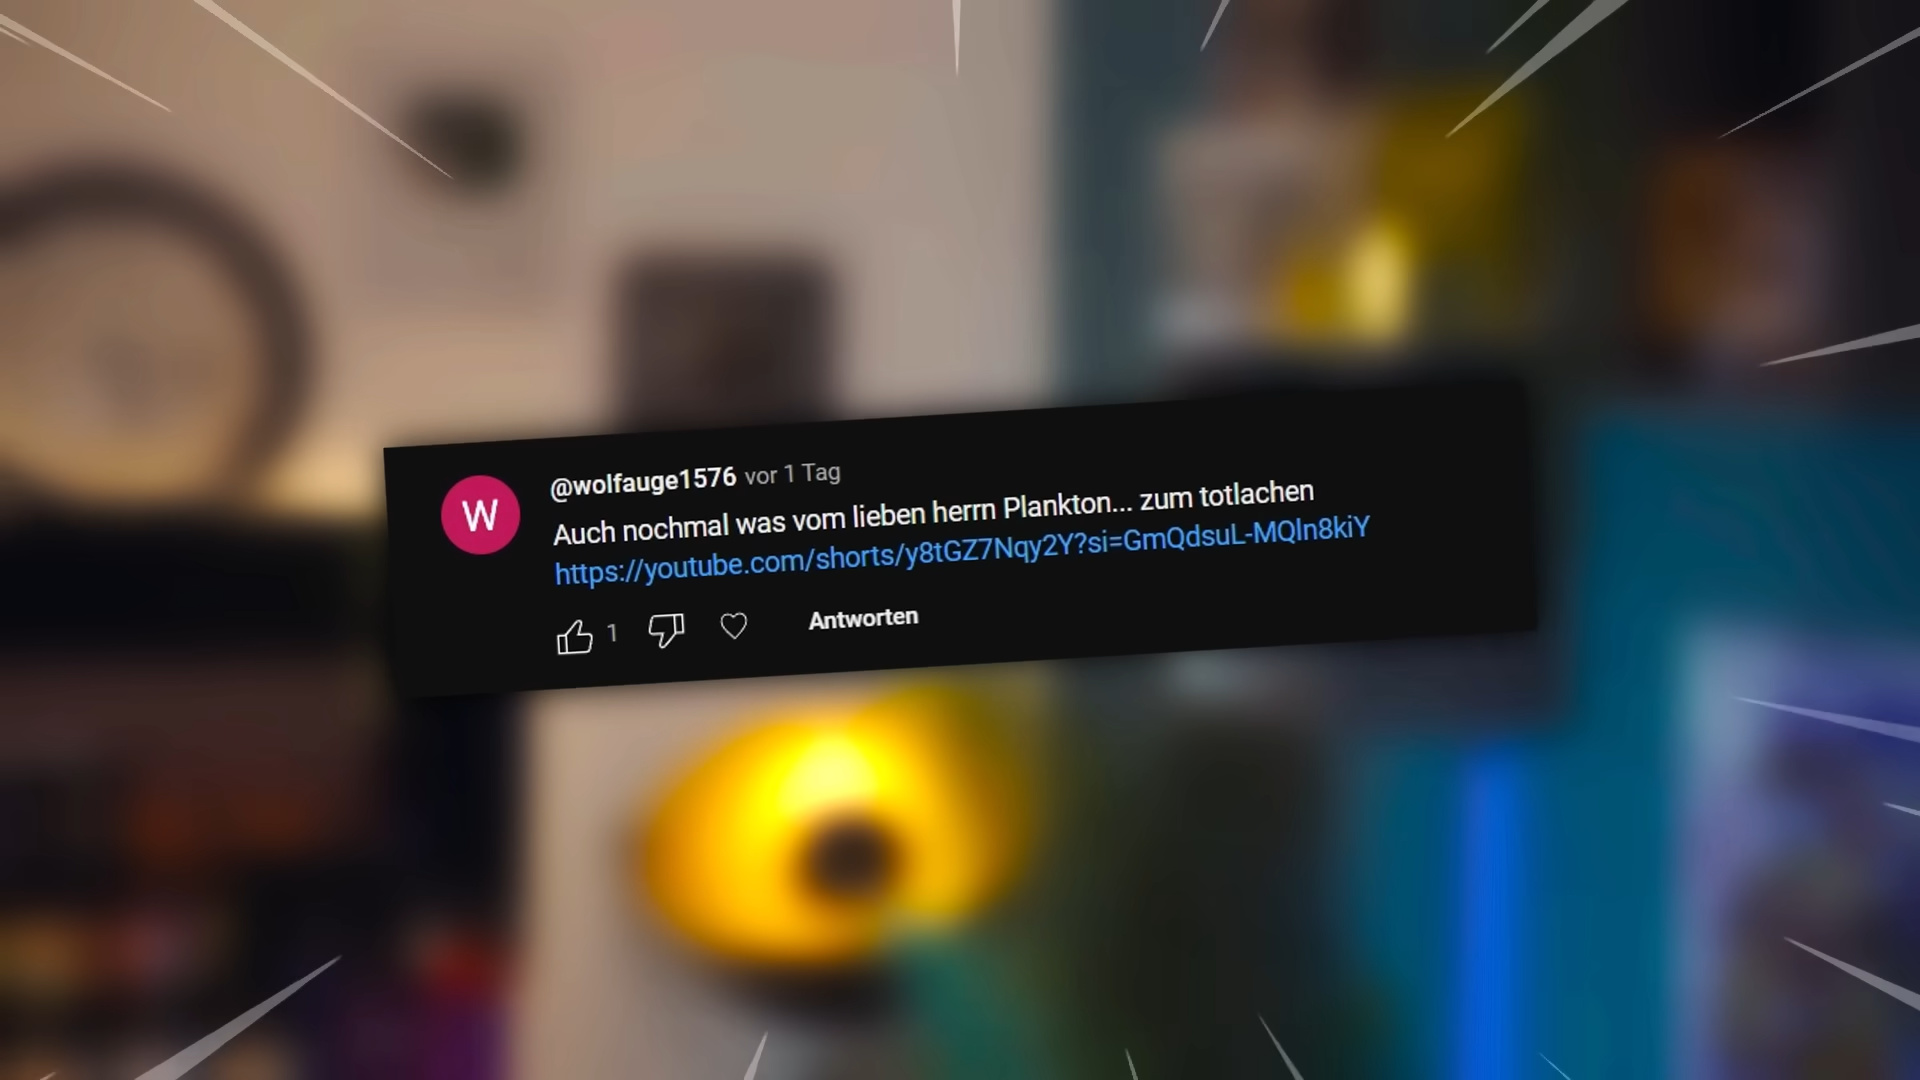 W
@wolfauge1576 vor 1 Tag
Auch nochmal was vom lieben herrn Plankton... zum totlachen
https://youtube.com/shorts/y8tGZ7Nqy2Y?si=GmQdsuL-MQln8kiY
1 Antworten